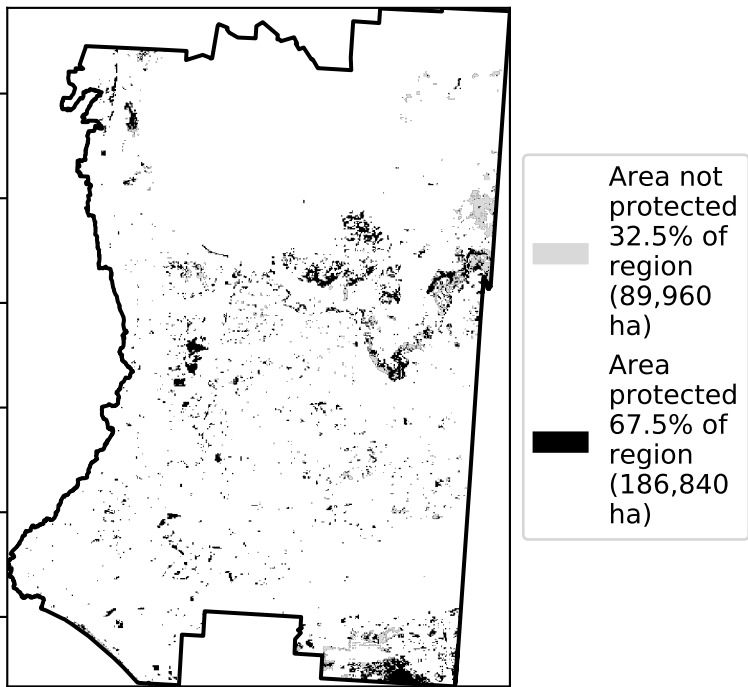 Area not
protected
32.5% of
region
(89,960
ha)
Area
protected
67.5% of
region
(186,840
ha)